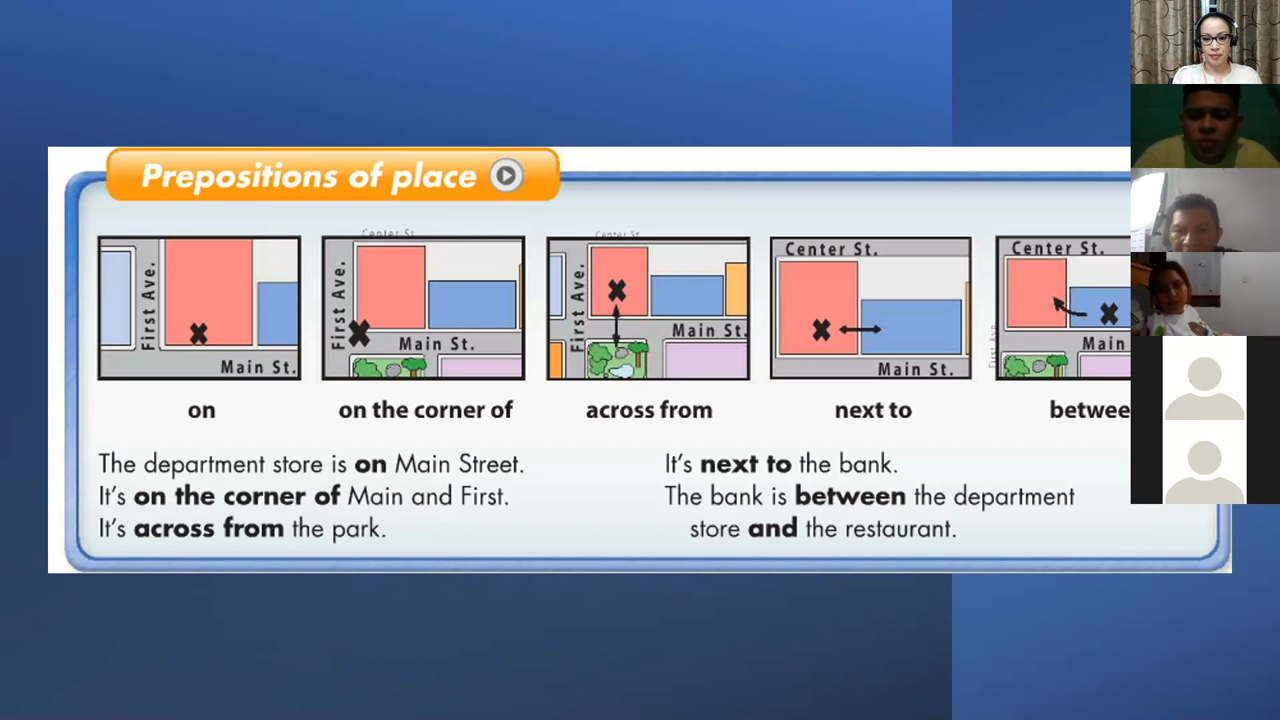 Prepositions of place
First Ave.
Main St.
on
Center St.
First Ave.
Main St.
on the corner of
Center St.
First Ave.
Main St.
across from
Center St.
Main St.
next to
Center St.
First Ave.
Main
betwee
The department store is on Main Street.
It's on the corner of Main and First.
It's across from the park.
It's next to the bank.
The bank is between the department
store and the restaurant.